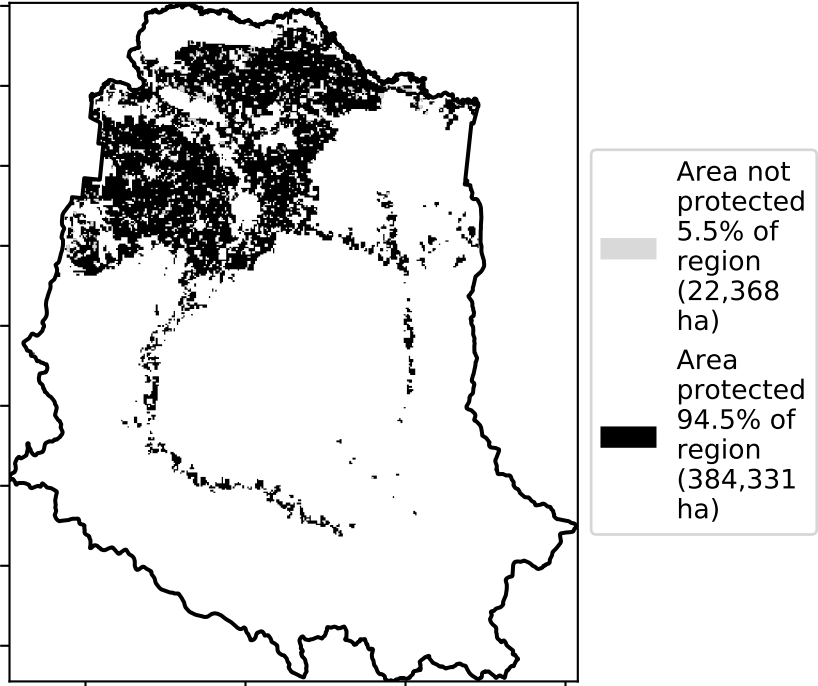 Area not
protected
5.5% of
region
(22,368
ha)
Area
protected
94.5% of
region
(384,331
ha)